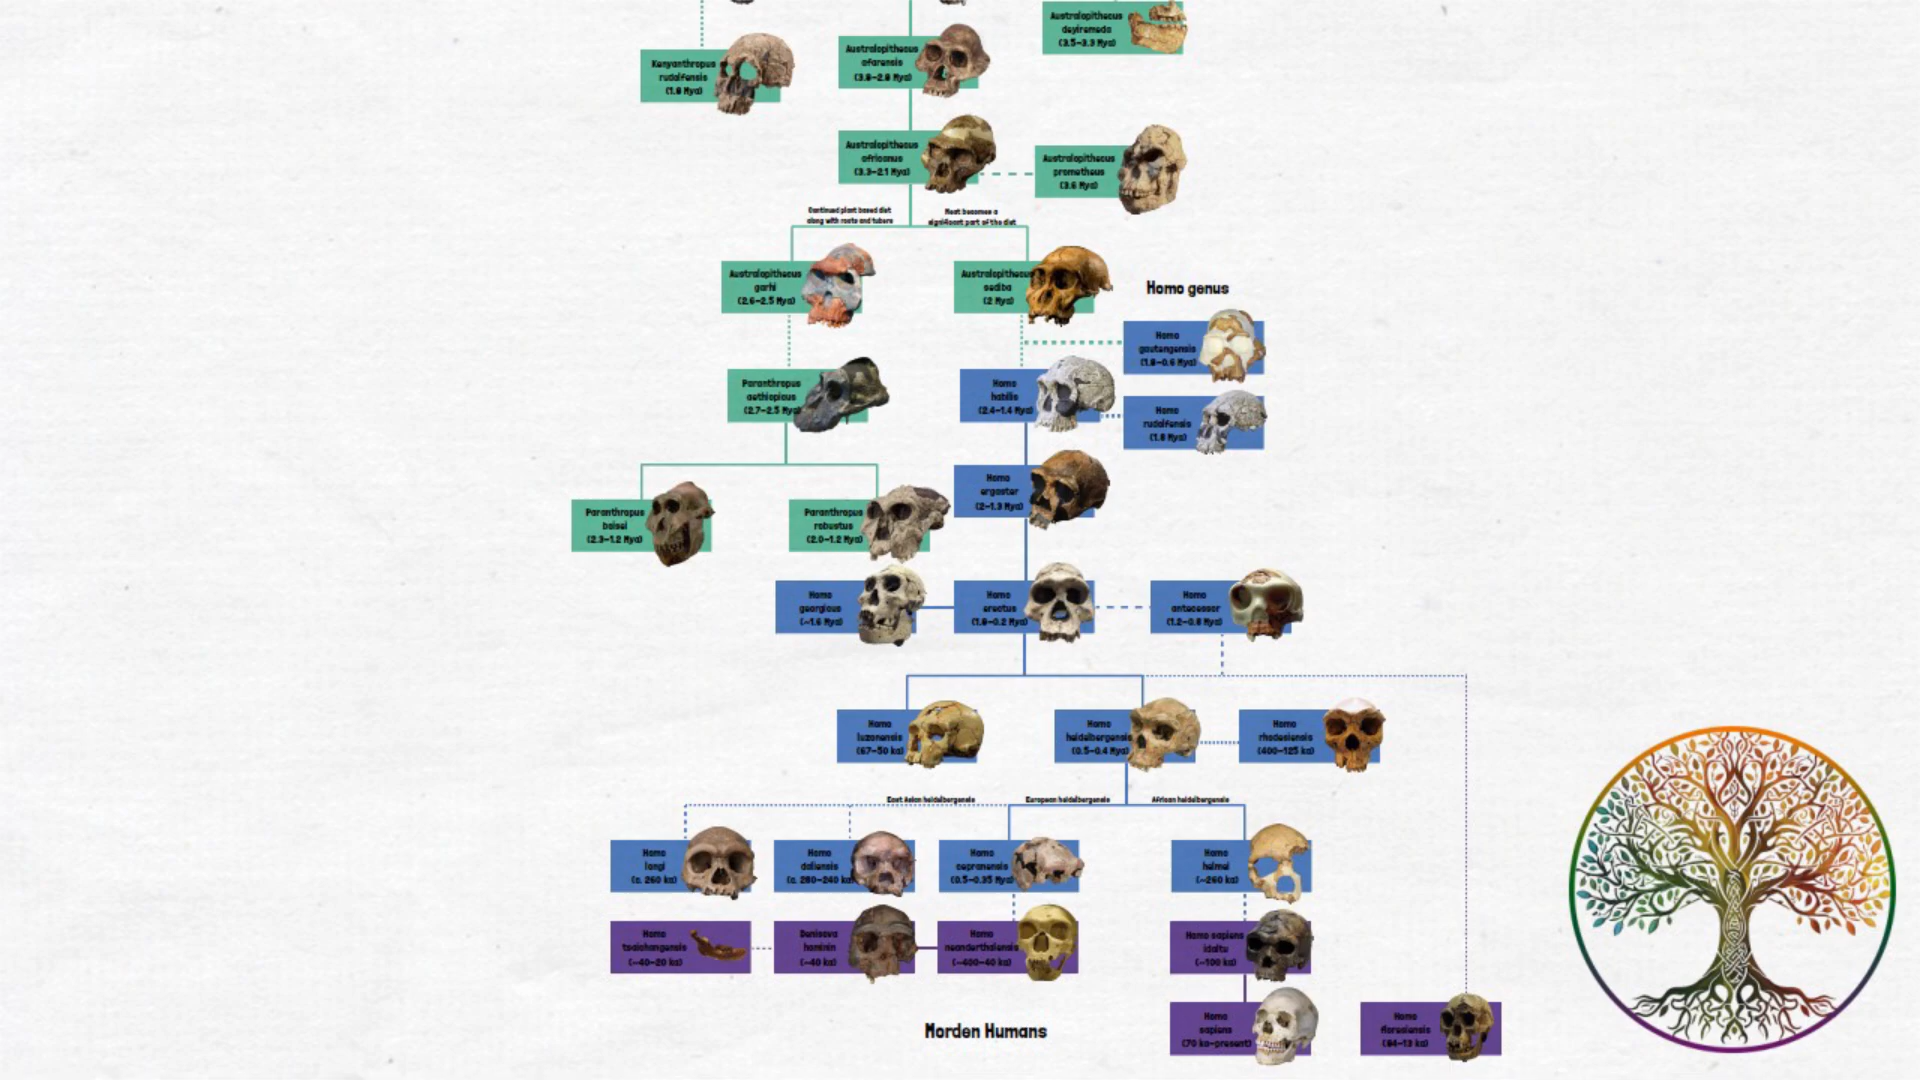 Australopithecus
deyiremeda
(3.5–3.3 Mya)
Kenyanthropus
rudolfensis
(1.8 Mya)
Australopithecus
afarensis
(3.8–2.8 Mya)
Australopithecus
africanus
(3.3–2.1 Mya)
Australopithecus
prometheus
(3.6 Mya)
Continued plant based diet
along with roots and tubers
Meat becomes a
significant part of the diet
Australopithecus
garhi
(2.6–2.5 Mya)
Australopithecus
sediba
(2 Mya)
Homo genus
Homo
gautengensis
(1.8–0.6 Mya)
Paranthropus
aethiopicus
(2.7–2.5 Mya)
Homo
habilis
(2.4–1.4 Mya)
Homo
rudolfensis
(1.8 Mya)
Homo
ergaster
(2–1.3 Mya)
Paranthropus
boisei
(2.3–1.2 Mya)
Paranthropus
robustus
(2.0–1.2 Mya)
Homo
georgicus
(~1.6 Mya)
Homo
erectus
(1.8–0.2 Mya)
Homo
antecessor
(1.2–0.8 Mya)
Homo
luzonensis
(67–50 ka)
Homo
heidelbergensis
(0.5–0.4 Mya)
Homo
rhodesiensis
(400–125 ka)
East Asian heidelbergensis
European heidelbergensis
African heidelbergensis
Homo
longi
(c. 260 ka)
Homo
daliensis
(c. 280–240 ka)
Homo
cepranensis
(0.5–0.35 Mya)
Homo
helmei
(~260 ka)
Homo
tsaichangensis
(~40–20 ka)
Denisova
hominin
(~40 ka)
Homo
neanderthalensis
(~400–40 ka)
Homo sapiens
idaltu
(~100 ka)
Morden Humans
Homo
sapiens
(70 ka–present)
Homo
floresiensis
(94–13 ka)